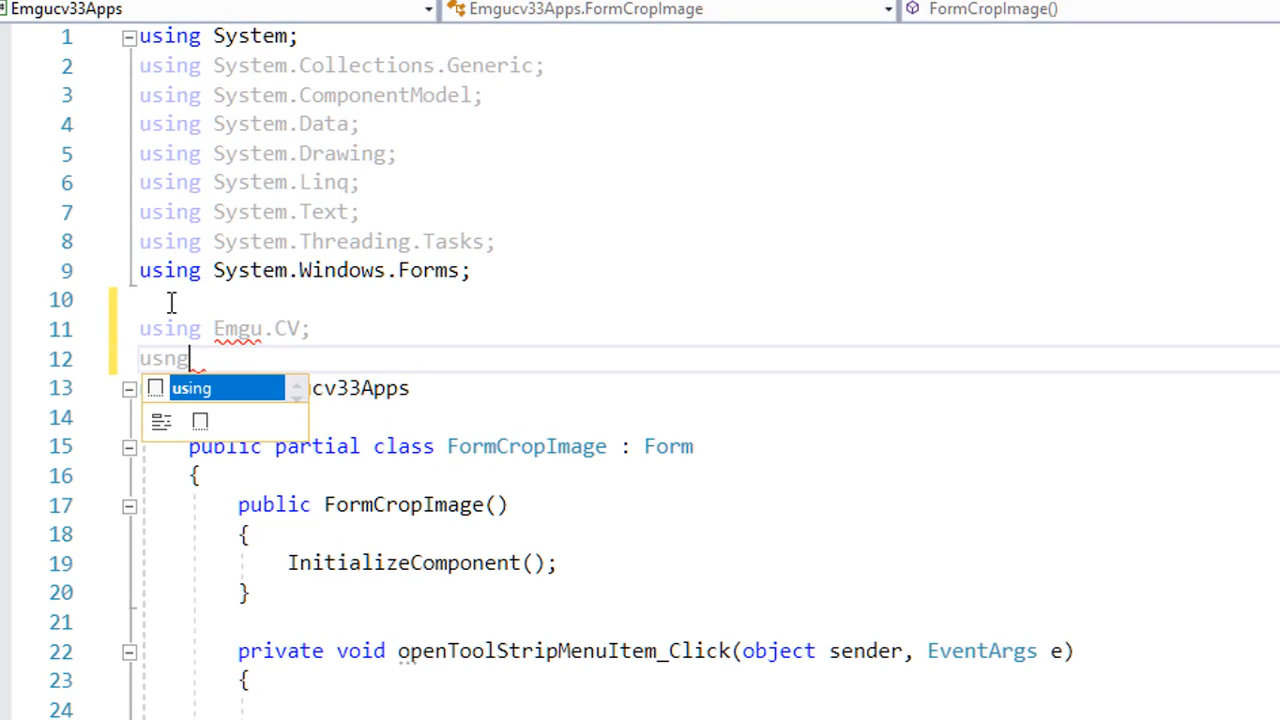 Emgucv33Apps Emgucv33Apps.FormCropImage FormCropImage()
1 using System;
2 using System.Collections.Generic;
3 using System.ComponentModel;
4 using System.Data;
5 using System.Drawing;
6 using System.Linq;
7 using System.Text;
8 using System.Threading.Tasks;
9 using System.Windows.Forms;
10
11 using Emgu.CV;
12 usng
using
13 cv33Apps
14
15 public partial class FormCropImage : Form
16 {
17 public FormCropImage()
18 {
19 InitializeComponent();
20 }
21
22 private void openToolStripMenuItem_Click(object sender, EventArgs e)
23 {
24